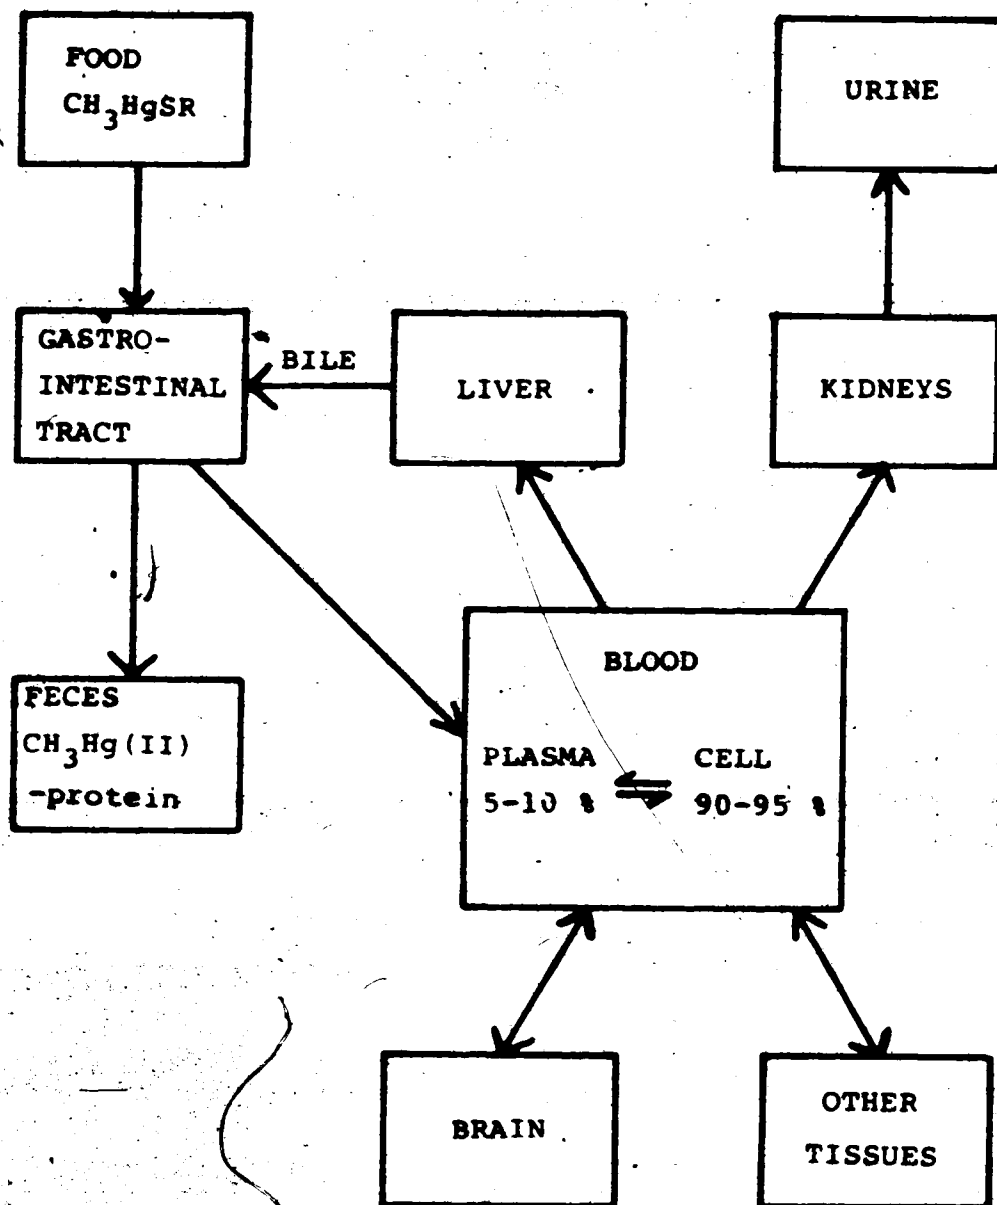 FOOD
CH₃HgSR
URINE
GASTRO-
INTESTINAL
TRACT
BILE
LIVER
KIDNEYS
FECES
CH₃Hg(II)
-protein
BLOOD
PLASMA
5-10 %
CELL
90-95 %
BRAIN
OTHER
TISSUES